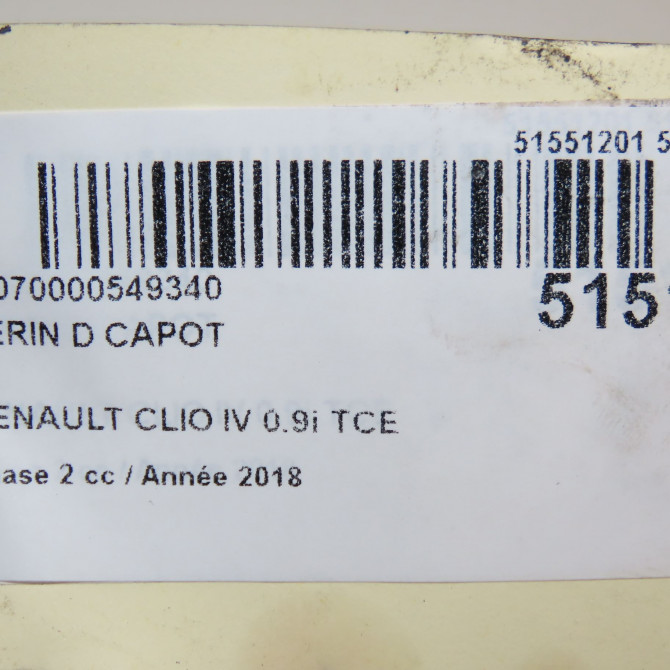 51551201 5
070000549340
515
ERIN D CAPOT
ENAULT CLIO IV 0.9i TCE
ase 2 cc / Année 2018